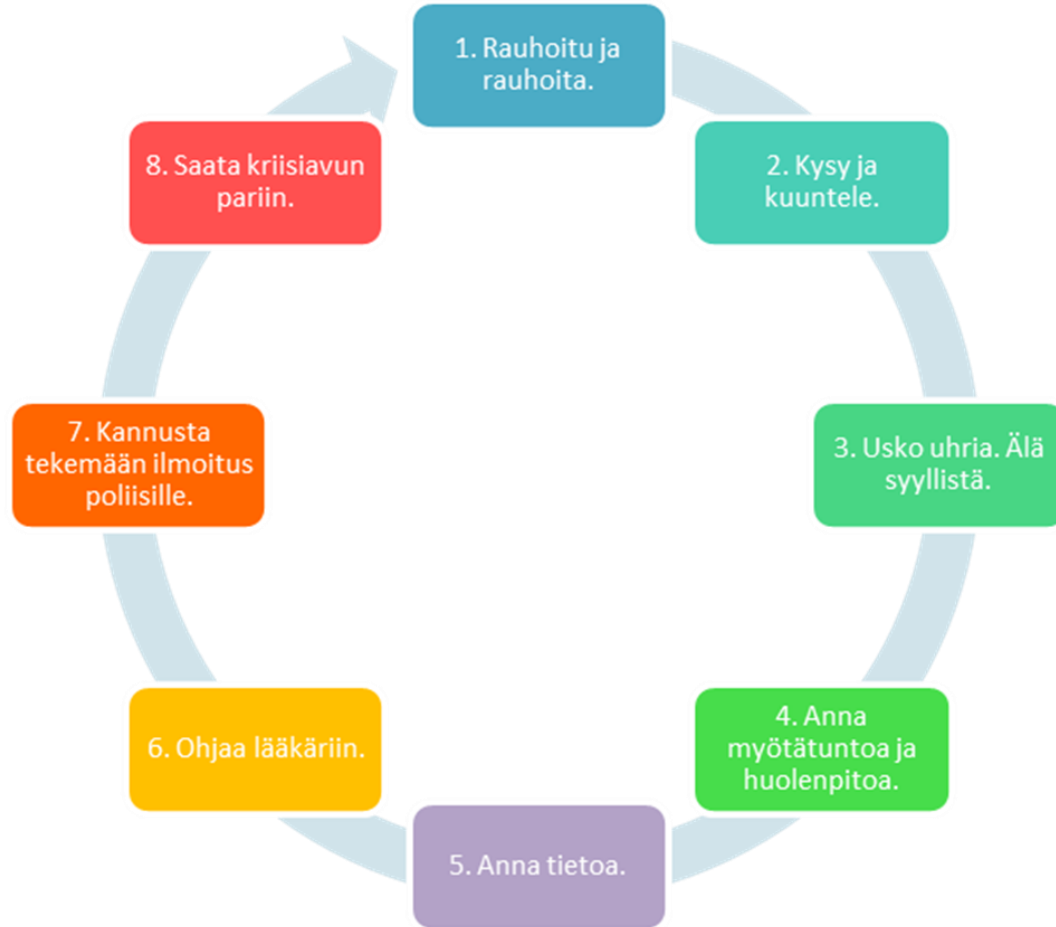 1. Rauhoitu ja
rauhoita.
2. Kysy ja
kuuntele.
3. Usko uhria. Älä
syyllistä.
4. Anna
myötätuntoa ja
huolenpitoa.
5. Anna tietoa.
6. Ohjaa lääkäriin.
7. Kannusta
tekemään ilmoitus
poliisille.
8. Saata kriisiavun
pariin.